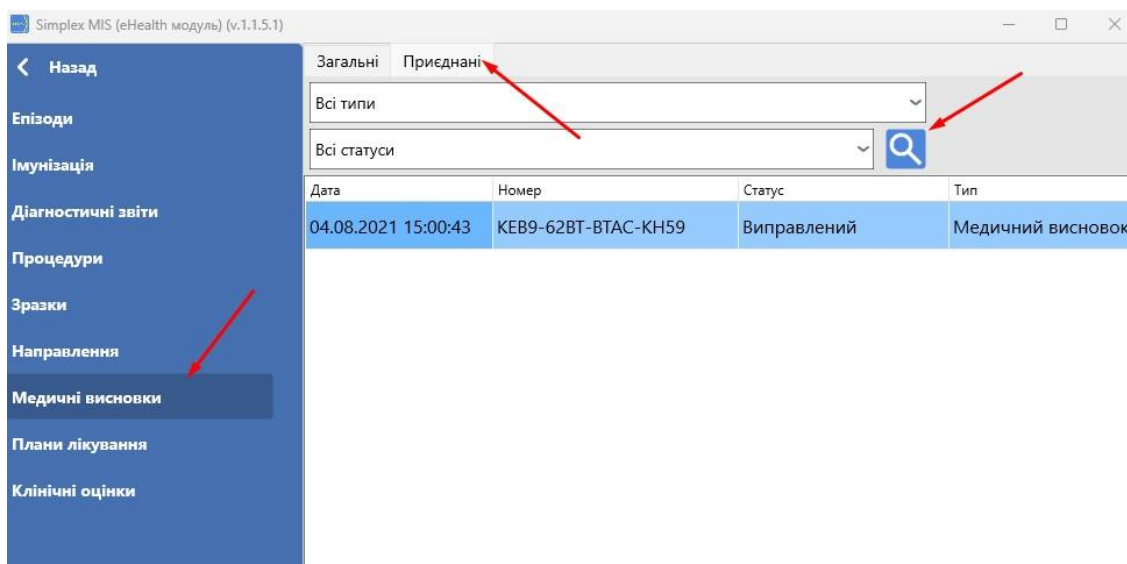 Simplex MIS (eHealth модуль) (v.1.1.5.1)
Назад
Епізоди
Імунізація
Діагностичні звіти
Процедури
Зразки
Направлення
Медичні висновки
Плани лікування
Клінічні оцінки
Загальні Приєднані
Всі типи
Всі статуси
Дата Номер Статус Тип
04.08.2021 15:00:43 KEB9-62BT-BTAC-KH59 Виправлений Медичний висновок